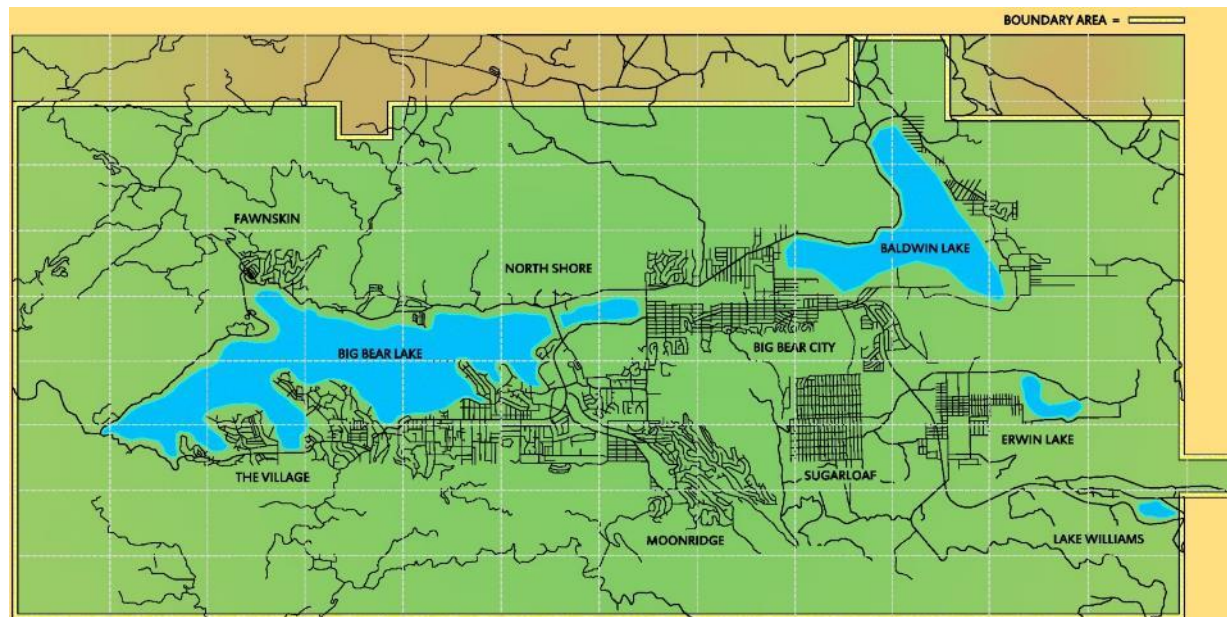 BOUNDARY AREA =
FAWNSKIN
BALDWIN LAKE
NORTH SHORE
BIG BEAR LAKE
BIG BEAR CITY
ERWIN LAKE
THE VILLAGE
SUGARLOAF
MOONRIDGE
LAKE WILLIAMS